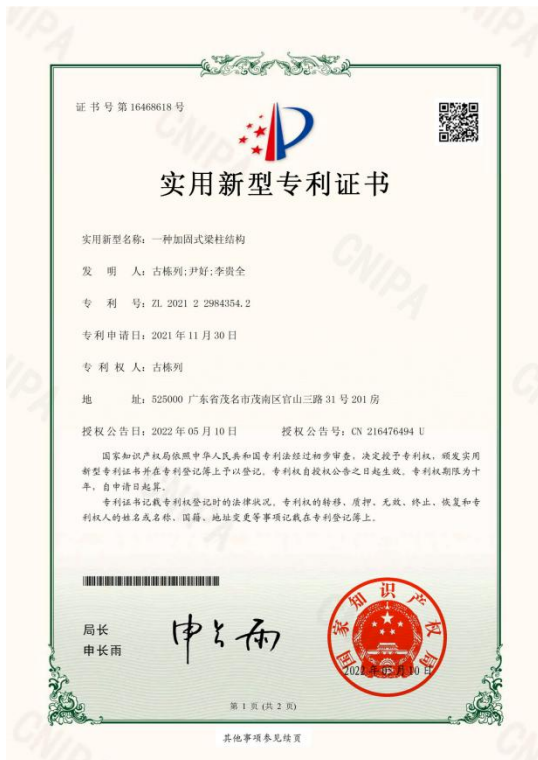 证书号第16468618号
实用新型专利证书
实用新型名称：一种加固式梁柱结构
发 明 人：古栋列;尹好;李贵全
专 利 号：ZL 2021 2 2984354.2
专利申请日：2021年11月30日
专 利 权 人：古栋列
地 址：525000 广东省茂名市茂南区官山三路31号201房
授权公告日：2022年05月10日 授权公告号：CN 216476494 U
国家知识产权局依照中华人民共和国专利法经过初步审查，决定授予专利权，颁发实用
新型专利证书并在专利登记簿上予以登记。专利权自授权公告之日起生效。专利权期限为十
年，自申请日起算。
专利证书记载专利权登记时的法律状况。专利权的转移、质押、无效、终止、恢复和专
利权人的姓名或名称、国籍、地址变更等事项记载在专利登记簿上。
局长
申长雨
申长雨
国家知识产权局
2022年05月10日
第 1 页 (共 2 页)
其他事项参见续页
CNIPA
CNIPA
CNIPA
CNIPA